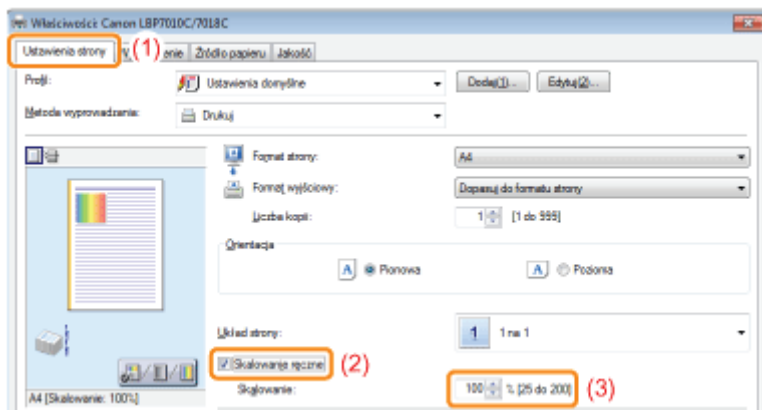 Właściwości: Canon LBP7010C/7018C
Ustawienia strony (1) enie Źródło papieru Jakość
Profil: Ustawienia domyślne Dodaj(1)... Edytuj(2)...
Metoda wyprowadzania: Drukuj
Format strony: A4
Format wyjściowy: Dopasuj do formatu strony
Liczba kopii: 1 [1 do 999]
Orientacja
A Pionowa A Pozioma
Układ strony: 1 1 na 1
Skalowanie ręczne (2)
Skalowanie: 100 % [25 do 200] (3)
A4 [Skalowanie: 100%]